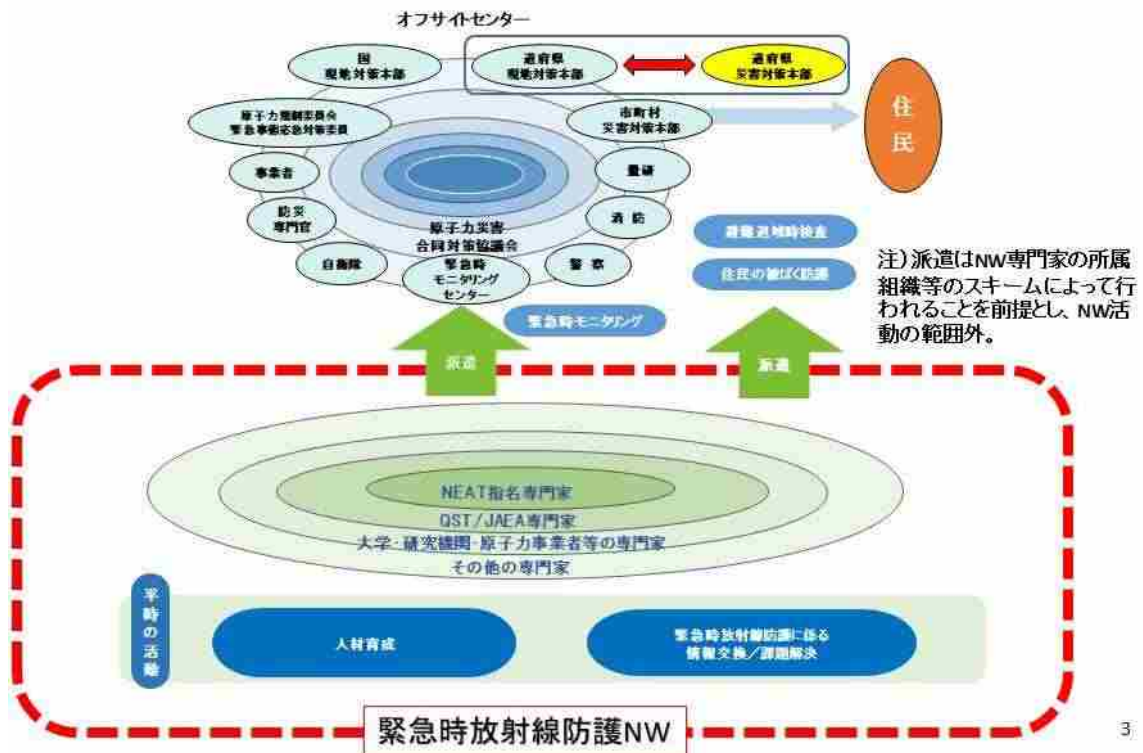 オフサイトセンター
国
現地対策本部
道府県
現地対策本部
道府県
災害対策本部
原子力規制委員会
緊急事態応急対策委員
市町村
災害対策本部
住民
事業者
量研
防災
専門官
消防
原子力災害
合同対策協議会
自衛隊
緊急時
モニタリング
センター
警察
避難退域時検査
住民の被ばく防護
緊急時モニタリング
注）派遣はNW専門家の所属
組織等のスキームによって行
われることを前提とし、NW活
動の範囲外。
派遣
派遣
NEAT指名専門家
QST/JAEA専門家
大学・研究機関・原子力事業者等の専門家
その他の専門家
平時の活動
人材育成
緊急時放射線防護に係る
情報交換／課題解決
緊急時放射線防護NW
3